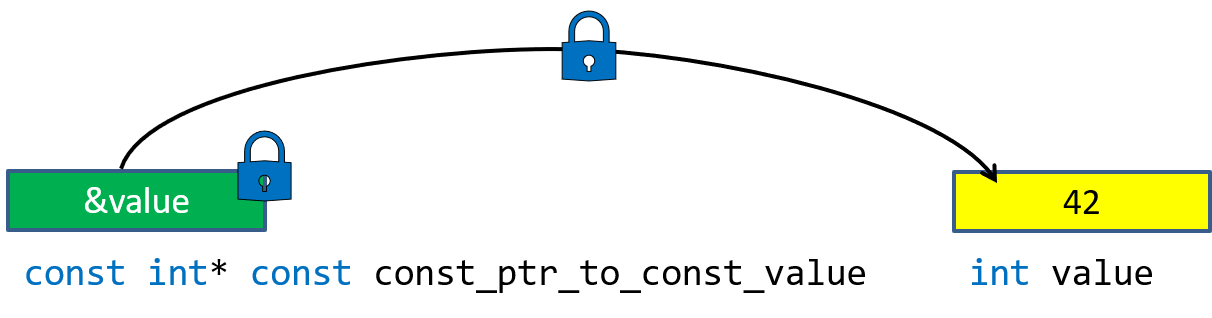 &value
42
const int* const const_ptr_to_const_value
int value